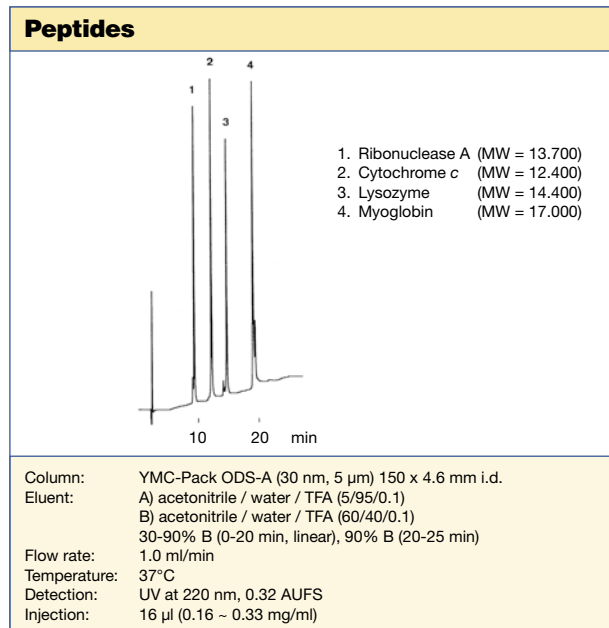 Peptides
2
1
4
3
1. Ribonuclease A (MW = 13.700)
2. Cytochrome c (MW = 12.400)
3. Lysozyme (MW = 14.400)
4. Myoglobin (MW = 17.000)
10 20 min
Column: YMC-Pack ODS-A (30 nm, 5 µm) 150 x 4.6 mm i.d.
Eluent: A) acetonitrile / water / TFA (5/95/0.1)
B) acetonitrile / water / TFA (60/40/0.1)
30-90% B (0-20 min, linear), 90% B (20-25 min)
Flow rate: 1.0 ml/min
Temperature: 37°C
Detection: UV at 220 nm, 0.32 AUFS
Injection: 16 µl (0.16 ~ 0.33 mg/ml)